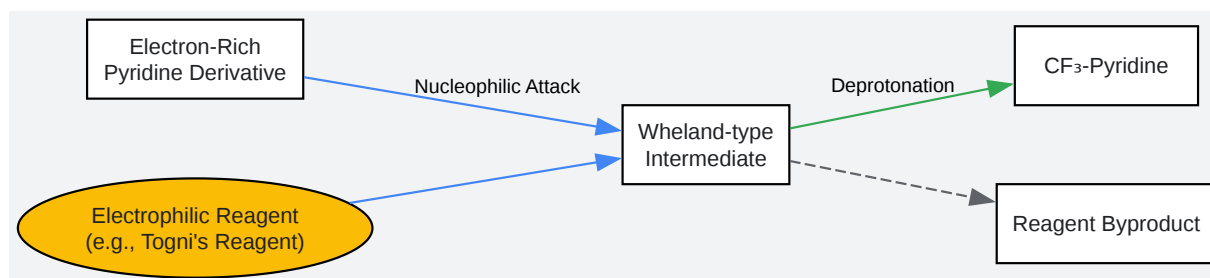 Electron-Rich
Pyridine Derivative
Nucleophilic Attack
Electrophilic Reagent
(e.g., Togni's Reagent)
Wheland-type
Intermediate
Deprotonation
CF₃-Pyridine
Reagent Byproduct